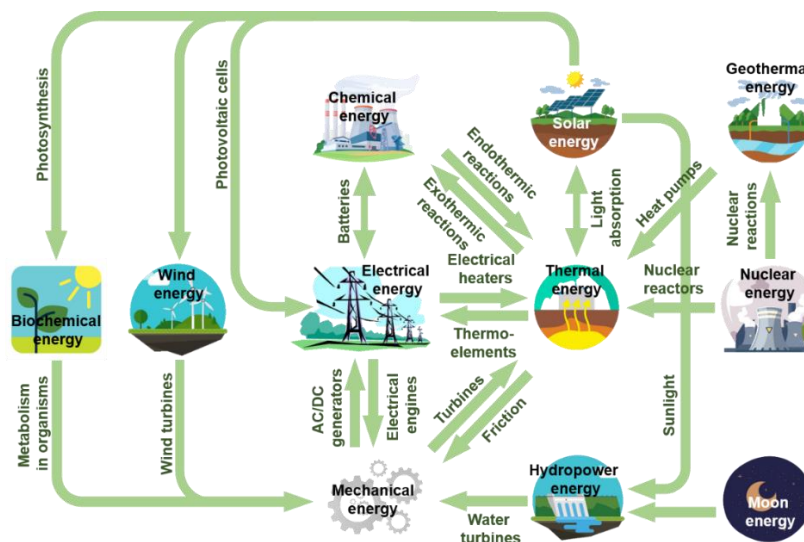 Photosynthesis
Photovoltaic cells
Chemical
energy
Solar
energy
Geothermal
energy
Endothermic
reactions
Exothermic
reactions
Batteries
Light
absorption
Heat pumps
Nuclear
reactions
Biochemical
energy
Wind
energy
Electrical
energy
Electrical
heaters
Thermo-
elements
Thermal
energy
Nuclear
reactors
Nuclear
energy
Metabolism
in organisms
Wind turbines
AC/DC
generators
Electrical
engines
Turbines
Friction
Sunlight
Mechanical
energy
Water
turbines
Hydropower
energy
Moon
energy